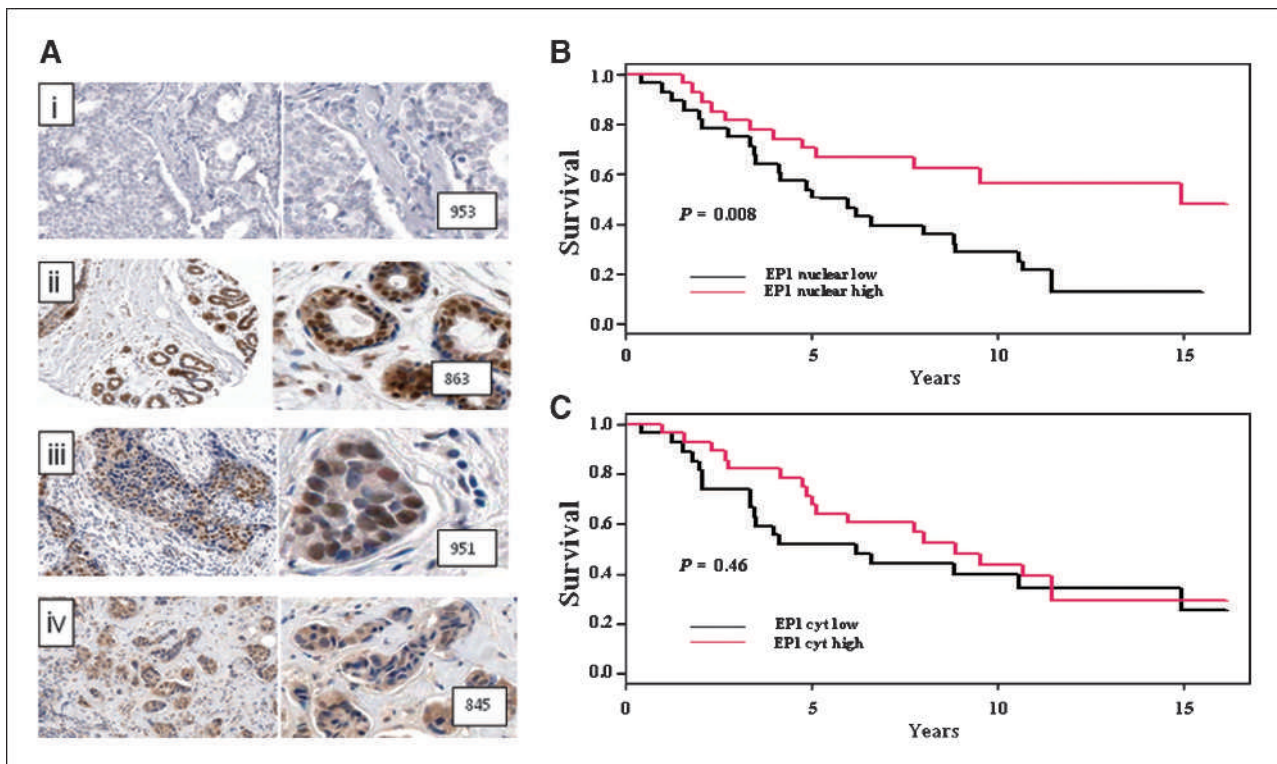 A
i
953
ii
863
iii
951
iv
845
B
1.0
0.8
0.6
0.4
0.2
0.0
Survival
P = 0.008
EP1 nuclear low
EP1 nuclear high
0 5 10 15
Years
C
1.0
0.8
0.6
0.4
0.2
0.0
Survival
P = 0.46
EP1 cyt low
EP1 cyt high
0 5 10 15
Years